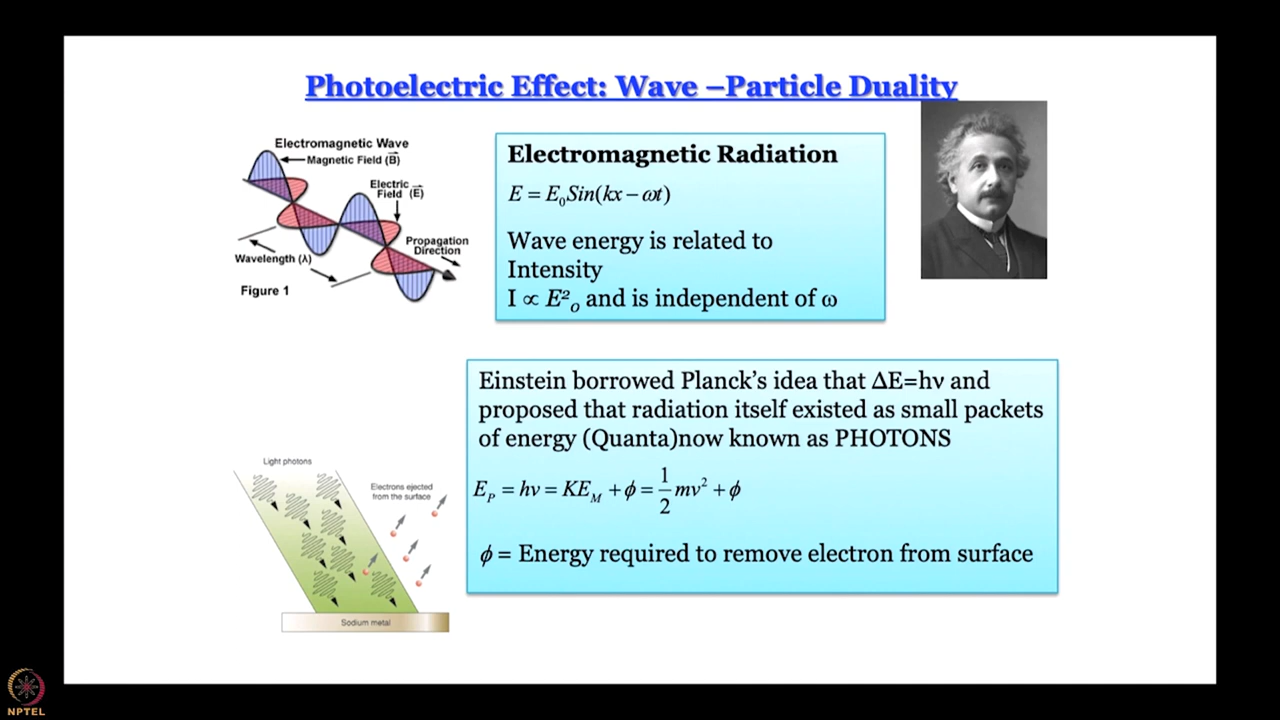 Photoelectric Effect: Wave –Particle Duality
Electromagnetic Wave
Magnetic Field (B⃗)
Electric
Field (E⃗)
Propagation
Direction
Wavelength (λ)
Figure 1
Electromagnetic Radiation
E = E₀Sin(kx − ωt)
Wave energy is related to
Intensity
I ∝ E²₀ and is independent of ω
Einstein borrowed Planck's idea that ΔE=hν and
proposed that radiation itself existed as small packets
of energy (Quanta)now known as PHOTONS
E_P = hν = KE_M + ϕ = 1/2 mv² + ϕ
ϕ = Energy required to remove electron from surface
Light photons
Electrons ejected
from the surface
Sodium metal
NPTEL